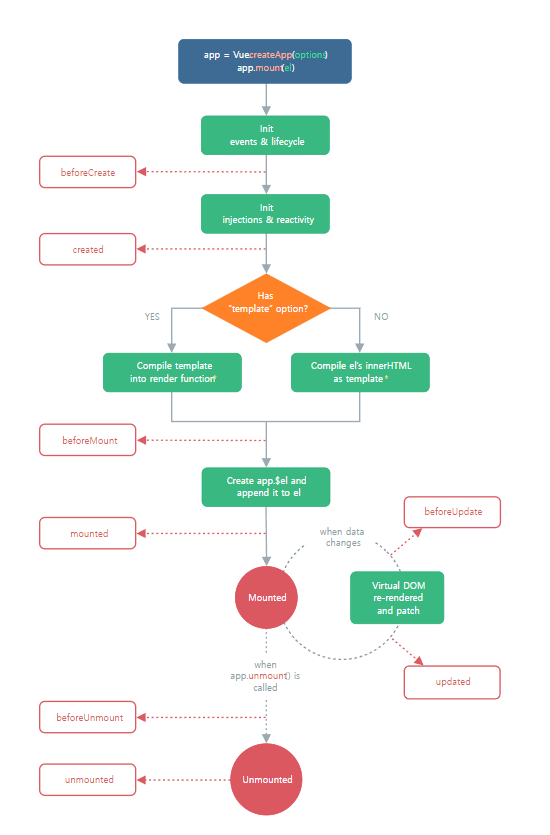 app = Vue.createApp(options)
app.mount(el)
Init
events & lifecycle
beforeCreate
Init
injections & reactivity
created
Has
"template" option?
YES
NO
Compile template
into render function*
Compile el's innerHTML
as template*
beforeMount
Create app.$el and
append it to el
mounted
beforeUpdate
when data
changes
Mounted
Virtual DOM
re-rendered
and patch
updated
when
app.unmount() is
called
beforeUnmount
unmounted
Unmounted